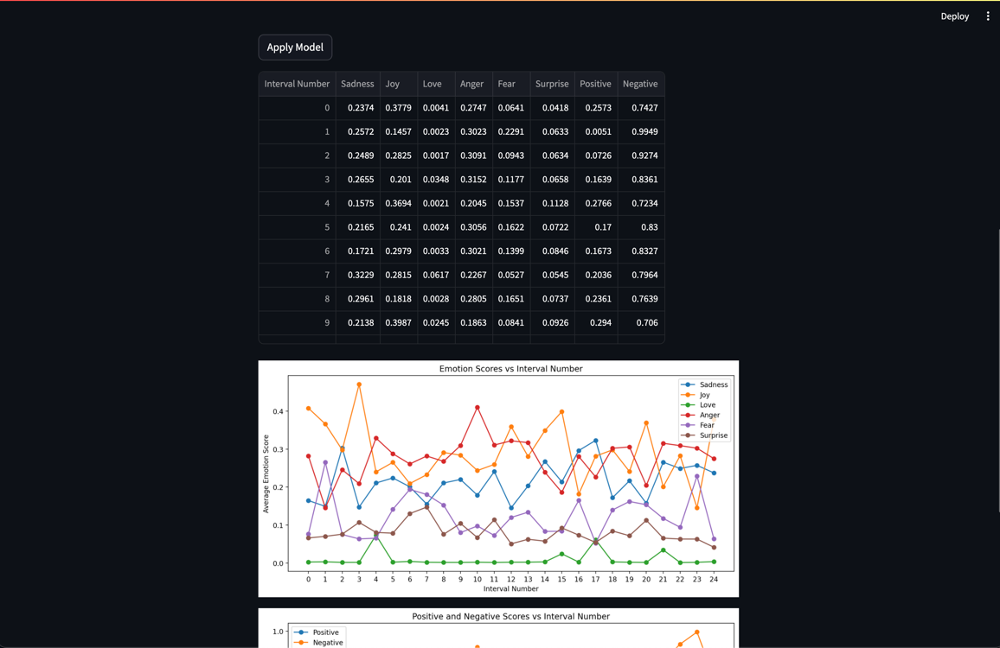 Deploy
Apply Model
Interval Number Sadness Joy Love Anger Fear Surprise Positive Negative
0 0.2374 0.3779 0.0041 0.2747 0.0641 0.0418 0.2573 0.7427
1 0.2572 0.1457 0.0023 0.3023 0.2291 0.0633 0.0051 0.9949
2 0.2489 0.2825 0.0017 0.3091 0.0943 0.0634 0.0726 0.9274
3 0.2655 0.201 0.0348 0.3152 0.1177 0.0658 0.1639 0.8361
4 0.1575 0.3694 0.0021 0.2045 0.1537 0.1128 0.2766 0.7234
5 0.2165 0.241 0.0024 0.3056 0.1622 0.0722 0.17 0.83
6 0.1721 0.2979 0.0033 0.3021 0.1399 0.0846 0.1673 0.8327
7 0.3229 0.2815 0.0617 0.2267 0.0527 0.0545 0.2036 0.7964
8 0.2961 0.1818 0.0028 0.2805 0.1651 0.0737 0.2361 0.7639
9 0.2138 0.3987 0.0245 0.1863 0.0841 0.0926 0.294 0.706
Emotion Scores vs Interval Number
Sadness
Joy
Love
Anger
Fear
Surprise
0.4
0.3
0.2
0.1
0.0
Average Emotion Score
0 1 2 3 4 5 6 7 8 9 10 11 12 13 14 15 16 17 18 19 20 21 22 23 24
Interval Number
Positive and Negative Scores vs Interval Number
1.0
Positive
Negative